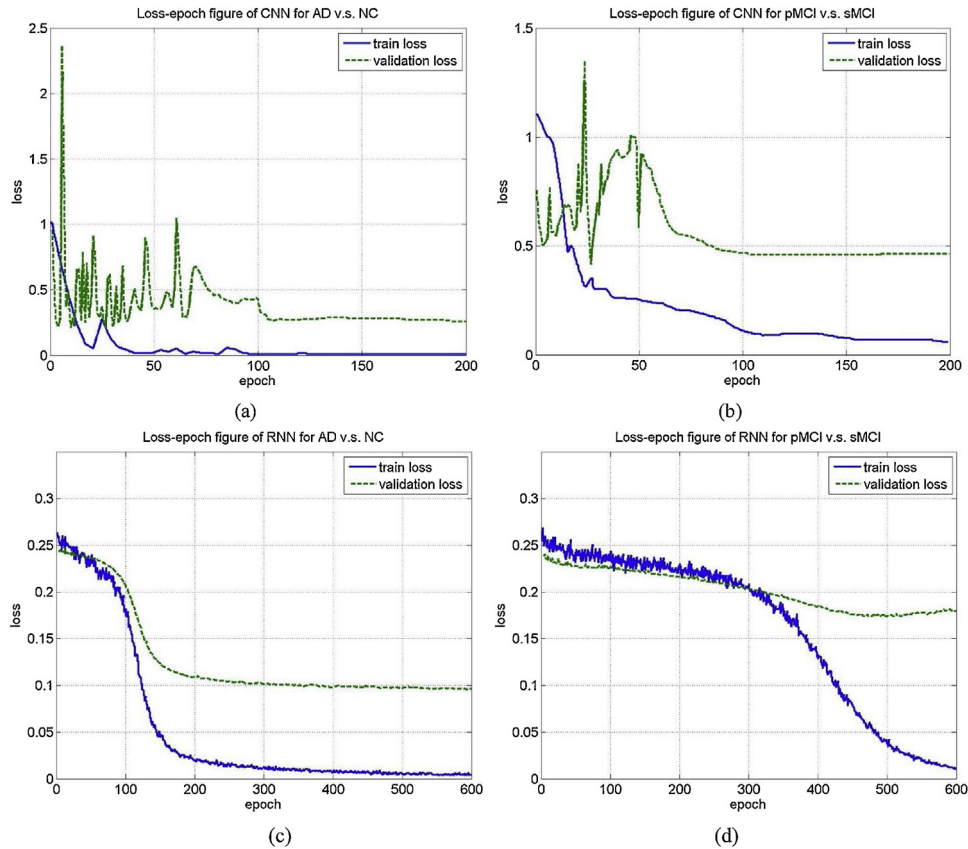 Loss-epoch figure of CNN for AD v.s. NC
2.5
2
1.5
1
0.5
0
loss
train loss
validation loss
0 50 100 150 200
epoch
(a)
Loss-epoch figure of CNN for pMCI v.s. sMCI
1.5
1
0.5
0
loss
train loss
validation loss
0 50 100 150 200
epoch
(b)
Loss-epoch figure of RNN for AD v.s. NC
0.3
0.25
0.2
0.15
0.1
0.05
0
loss
train loss
validation loss
0 100 200 300 400 500 600
epoch
(c)
Loss-epoch figure of RNN for pMCI v.s. sMCI
0.3
0.25
0.2
0.15
0.1
0.05
0
loss
train loss
validation loss
0 100 200 300 400 500 600
epoch
(d)